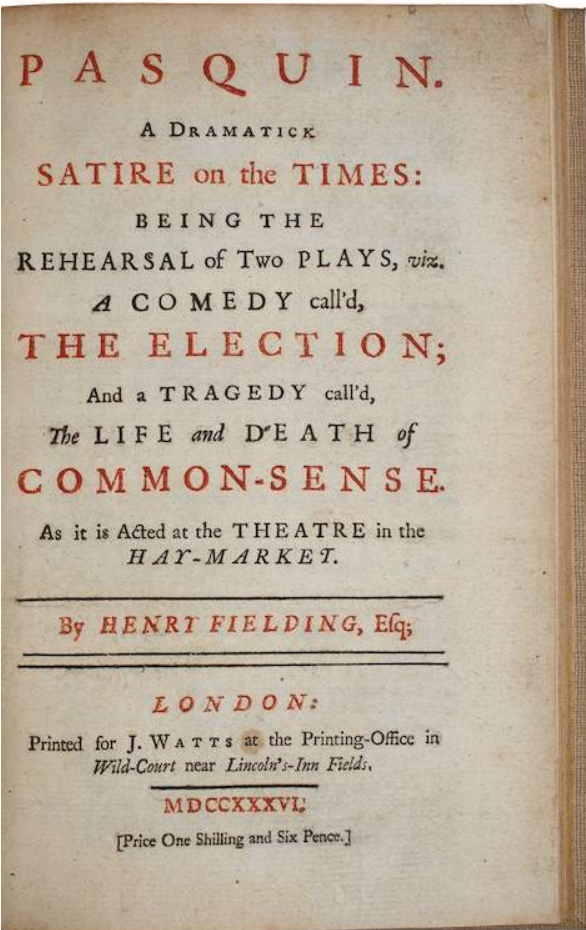 PASQUIN.
A DRAMATICK
SATIRE on the TIMES:
BEING THE
REHEARSAL of Two PLAYS, viz.
A COMEDY call'd,
THE ELECTION;
And a TRAGEDY call'd,
The LIFE and DEATH of
COMMON-SENSE.
As it is Acted at the THEATRE in the
HAY-MARKET.
By HENRY FIELDING, Eſq;
LONDON:
Printed for J. WATTS at the Printing-Office in
Wild-Court near Lincoln's-Inn Fields.
MDCCXXXVI.
[Price One Shilling and Six Pence.]